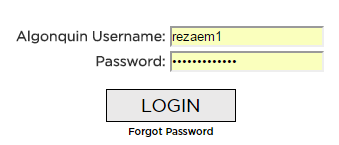 Algonquin Username: rezaem1
Password: •••••••••••••
LOGIN
Forgot Password